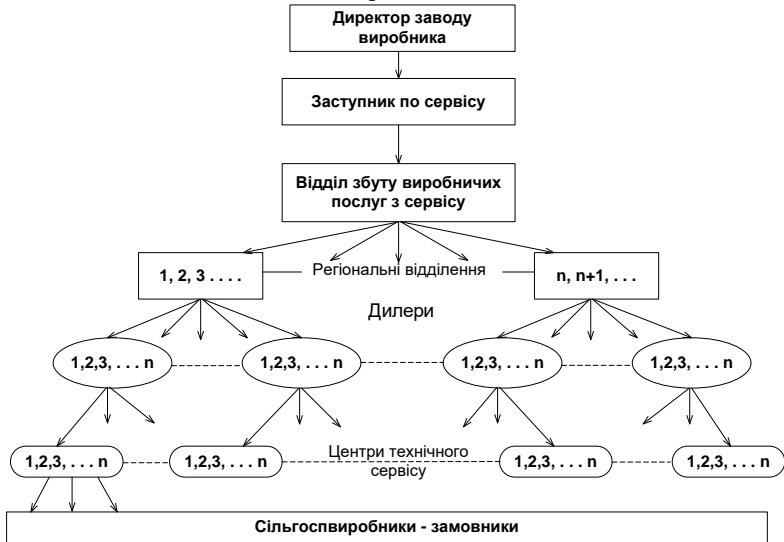 Директор заводу
виробника
Заступник по сервісу
Відділ збуту виробничих
послуг з сервісу
1, 2, 3 . . . .
Регіональні відділення
n, n+1, . . .
Дилери
1,2,3, . . . n
1,2,3, . . . n
1,2,3, . . . n
1,2,3, . . . n
1,2,3, . . . n
1,2,3, . . . n
Центри технічного
сервісу
1,2,3, . . . n
1,2,3, . . . n
Сільгоспвиробники - замовники